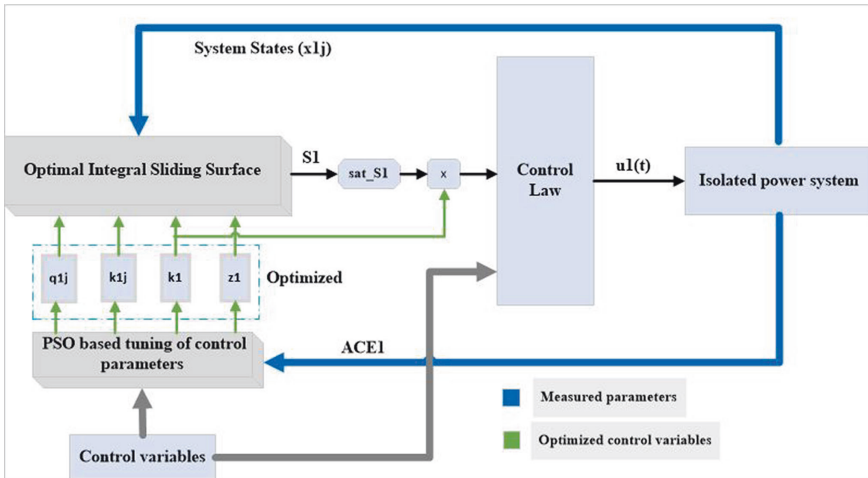 System States (x1j)
Optimal Integral Sliding Surface
S1
sat_S1
x
Control
Law
u1(t)
Isolated power system
q1j
k1j
k1
z1
Optimized
PSO based tuning of control
parameters
ACE1
Measured parameters
Optimized control variables
Control variables